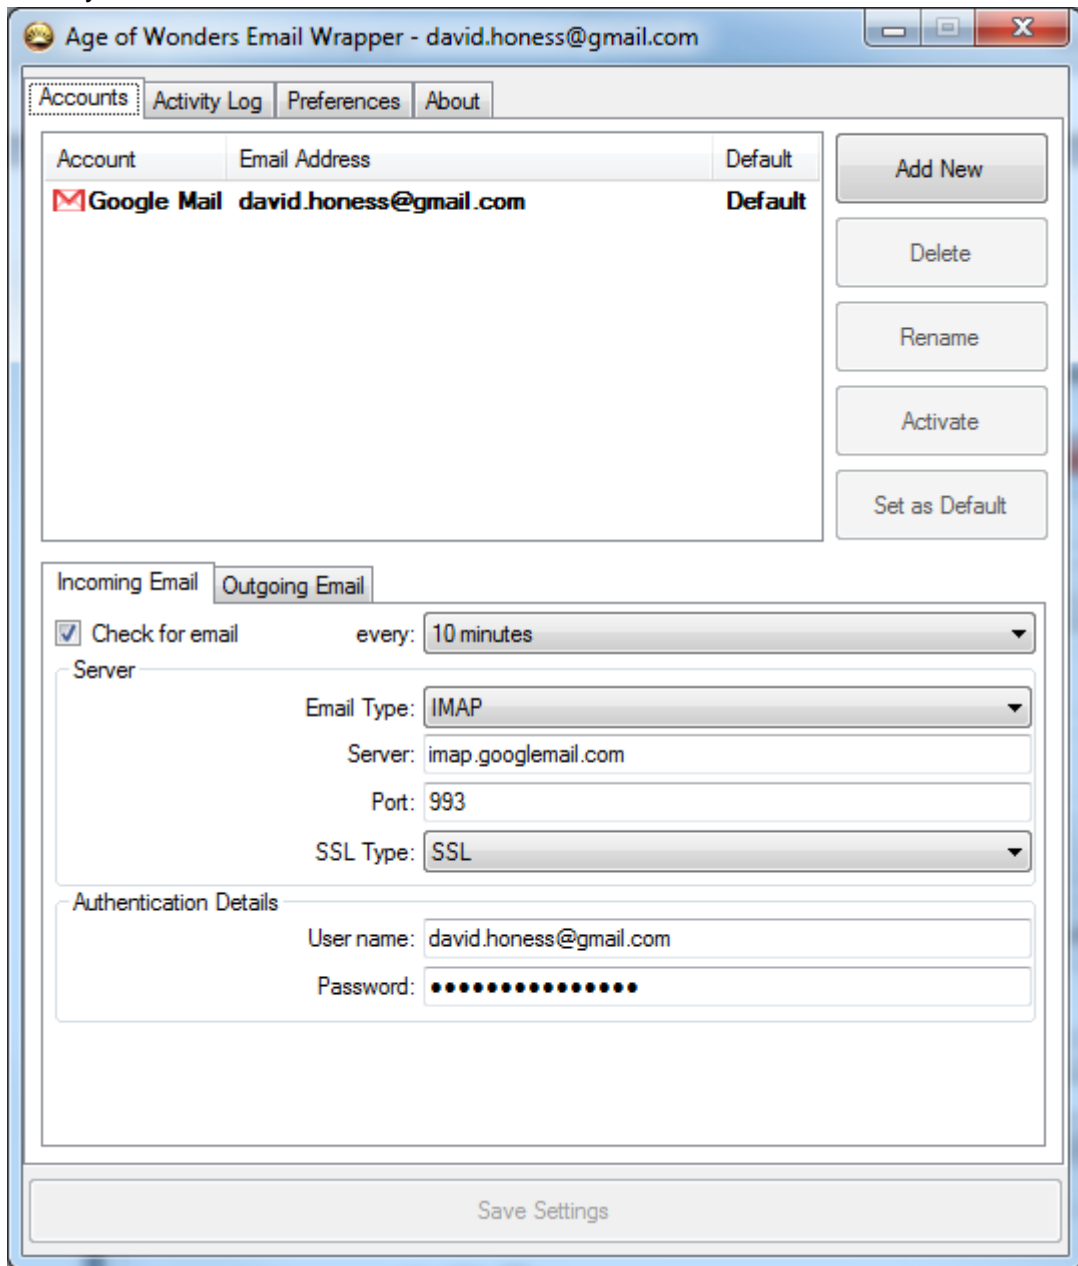 Age of Wonders Email Wrapper - david.honess@gmail.com
Accounts Activity Log Preferences About
Account Email Address Default
Google Mail david.honess@gmail.com Default
Add New
Delete
Rename
Activate
Set as Default
Incoming Email Outgoing Email
Check for email every: 10 minutes
Server
Email Type: IMAP
Server: imap.googlemail.com
Port: 993
SSL Type: SSL
Authentication Details
User name: david.honess@gmail.com
Password: •••••••••••••••
Save Settings